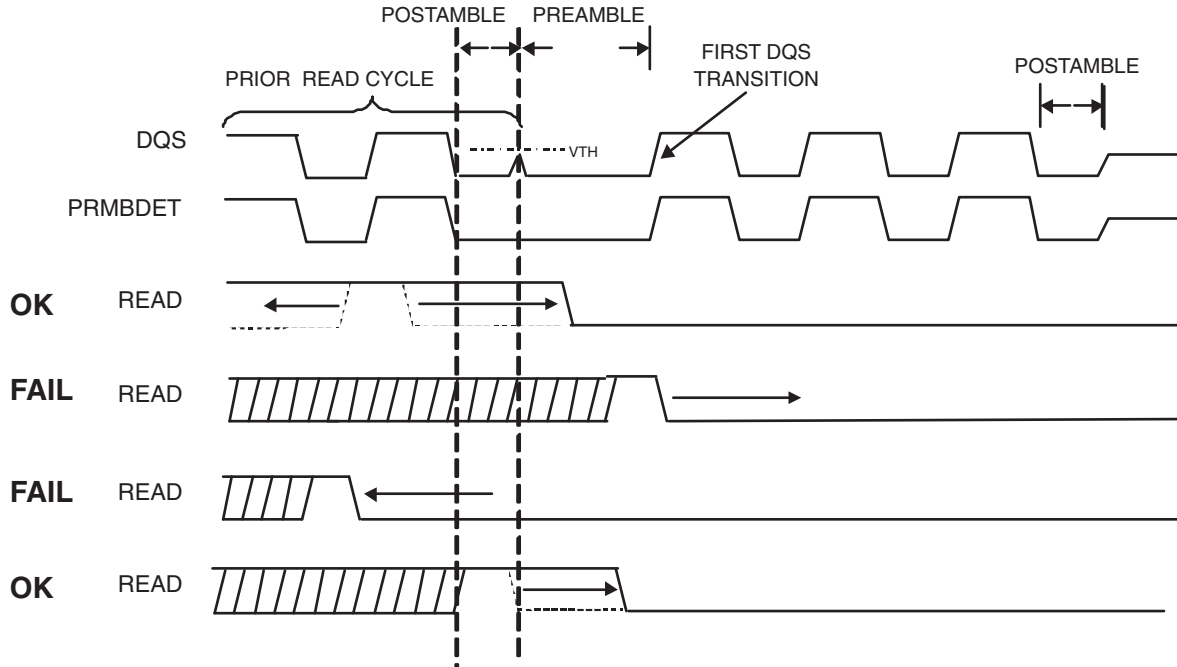 POSTAMBLE PREAMBLE
FIRST DQS
TRANSITION
PRIOR READ CYCLE
POSTAMBLE
DQS
VTH
PRMBDET
OK READ
FAIL READ
FAIL READ
OK READ